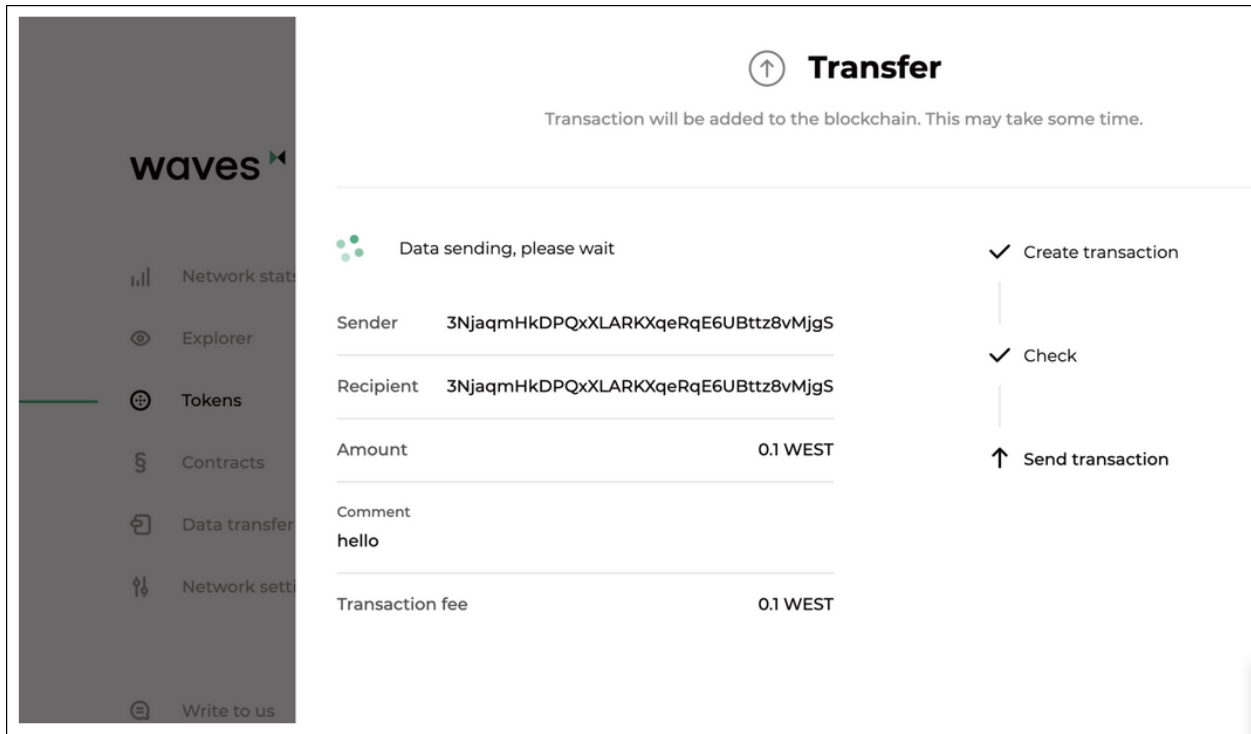 Transfer
Transaction will be added to the blockchain. This may take some time.
waves
Network stats
Explorer
Tokens
Contracts
Data transfer
Network setti
Write to us
Data sending, please wait
Sender 3NjaqmHkDPQxXLARKXqeRqE6UBttz8vMjgS
Recipient 3NjaqmHkDPQxXLARKXqeRqE6UBttz8vMjgS
Amount 0.1 WEST
Comment
hello
Transaction fee 0.1 WEST
Create transaction
Check
Send transaction